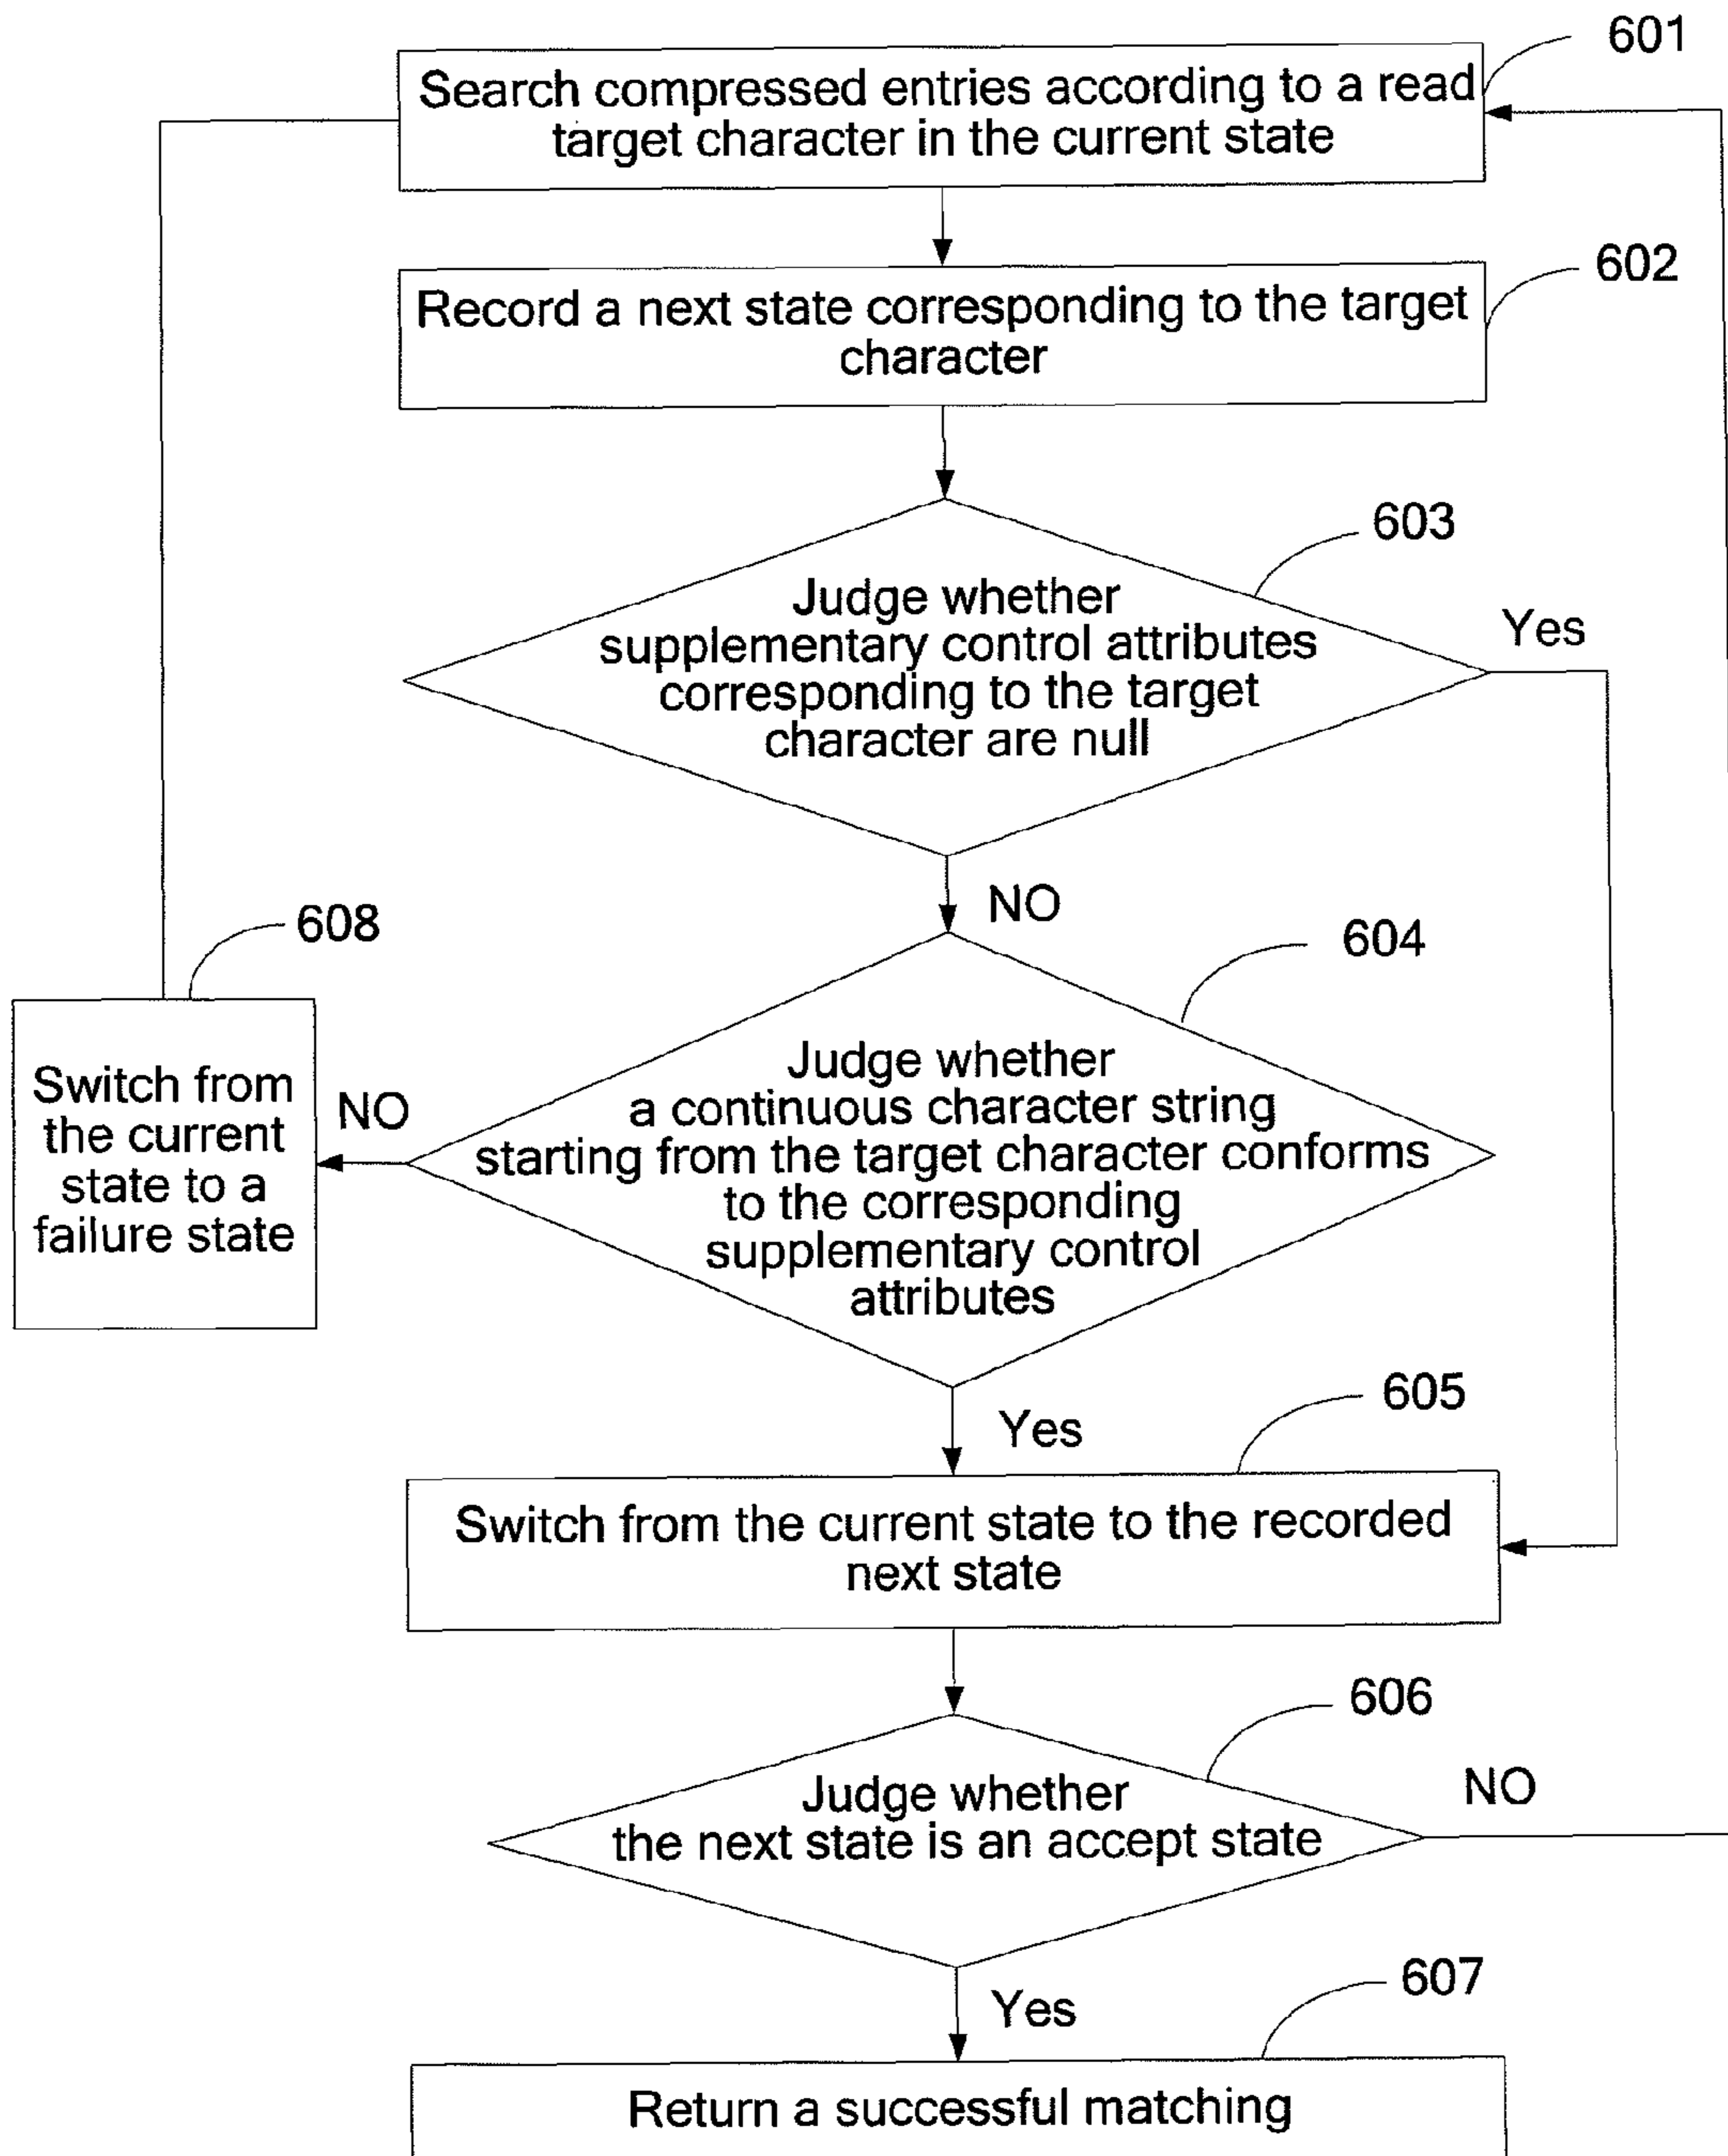 601
Search compressed entries according to a read
target character in the current state
602
Record a next state corresponding to the target
character
603
Judge whether
supplementary control attributes
corresponding to the target
character are null
Yes
NO
608
604
Switch from
the current
state to a
failure state
NO
Judge whether
a continuous character string
starting from the target character conforms
to the corresponding
supplementary control
attributes
605
Yes
Switch from the current state to the recorded
next state
606
Judge whether
the next state is an accept state
NO
607
Yes
Return a successful matching